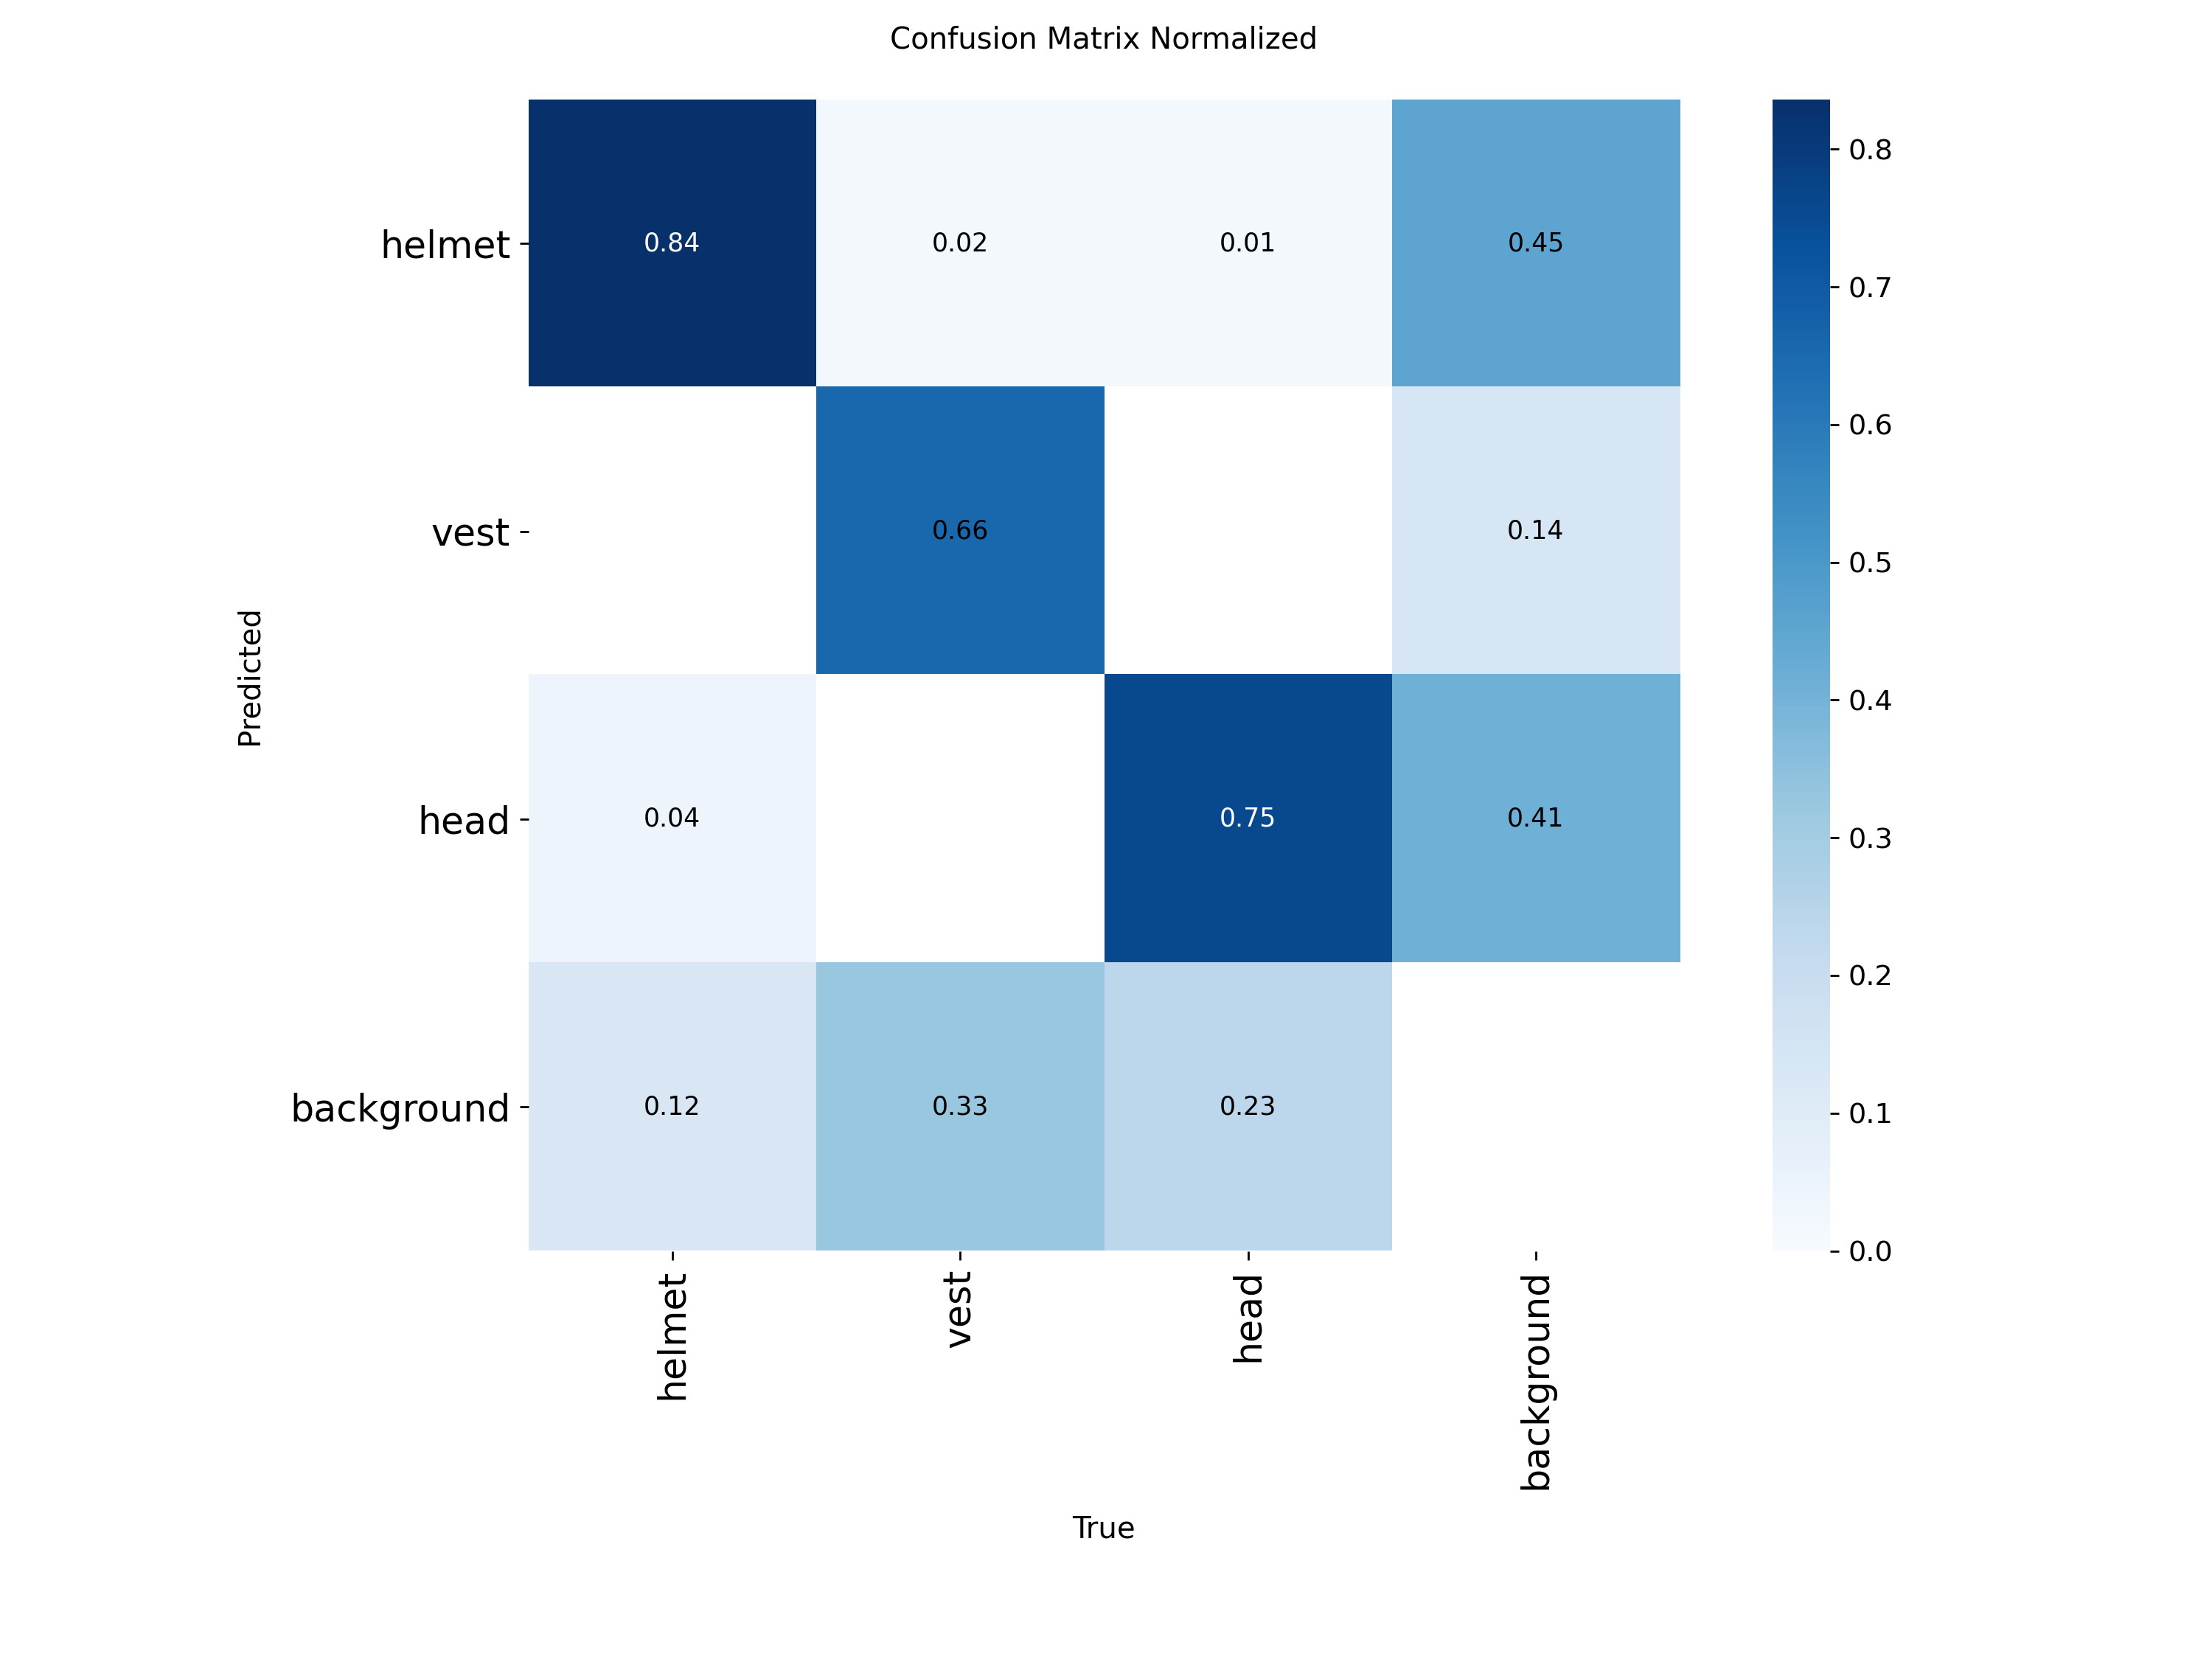 Confusion Matrix Normalized
helmet
0.84
0.02
0.01
0.45
vest
0.66
0.14
head
0.04
0.75
0.41
background
0.12
0.33
0.23
Predicted
helmet
vest
head
background
True
0.8
0.7
0.6
0.5
0.4
0.3
0.2
0.1
0.0